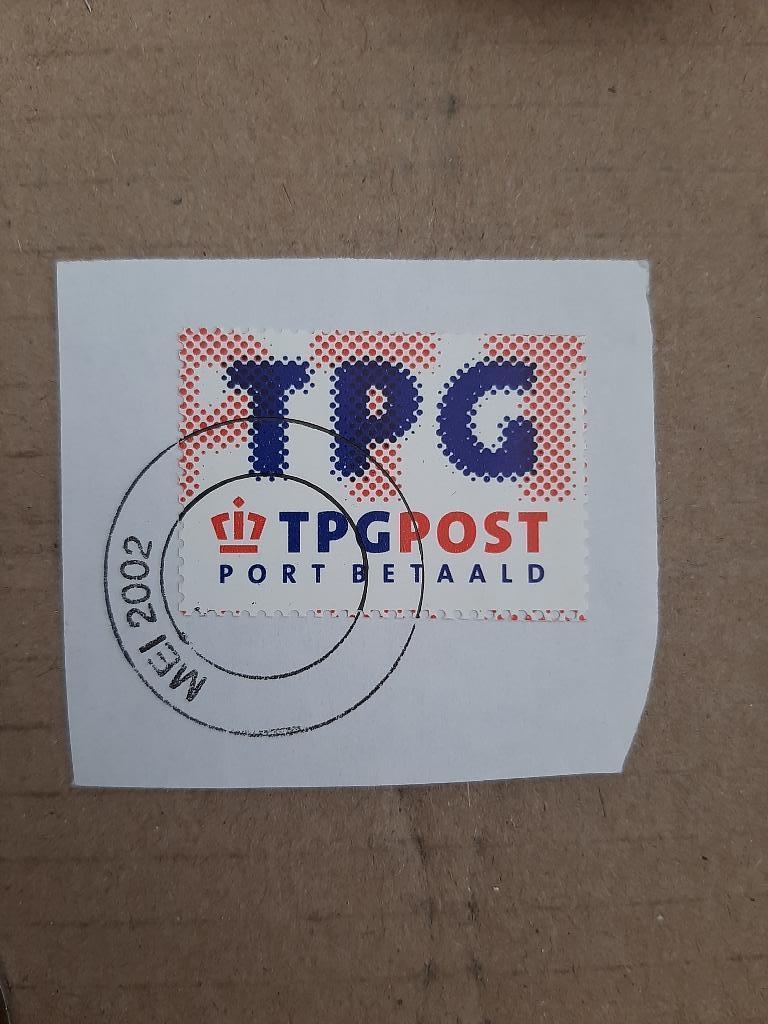 TPG
TPGPOST
PORT BETAALD
MEI 2002